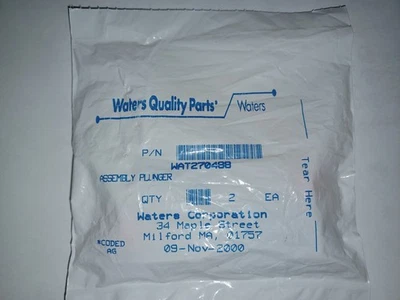 Waters Quality Parts' Waters
P/N
WAT270488
ASSEMBLY PLUNGER
QTY 2 EA
Waters Corporation
34 Maple Street
Milford MA, 01757
*CODED
AG
09-Nov-2000
Tear Here